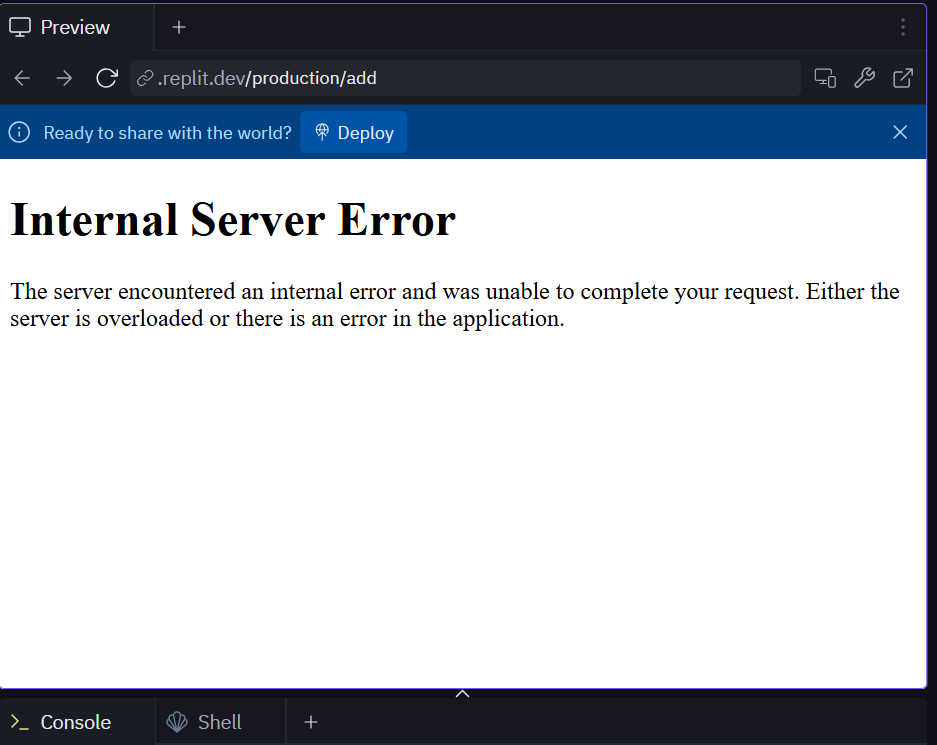 Preview
.replit.dev/production/add
Ready to share with the world? Deploy
Internal Server Error
The server encountered an internal error and was unable to complete your request. Either the
server is overloaded or there is an error in the application.
Console Shell